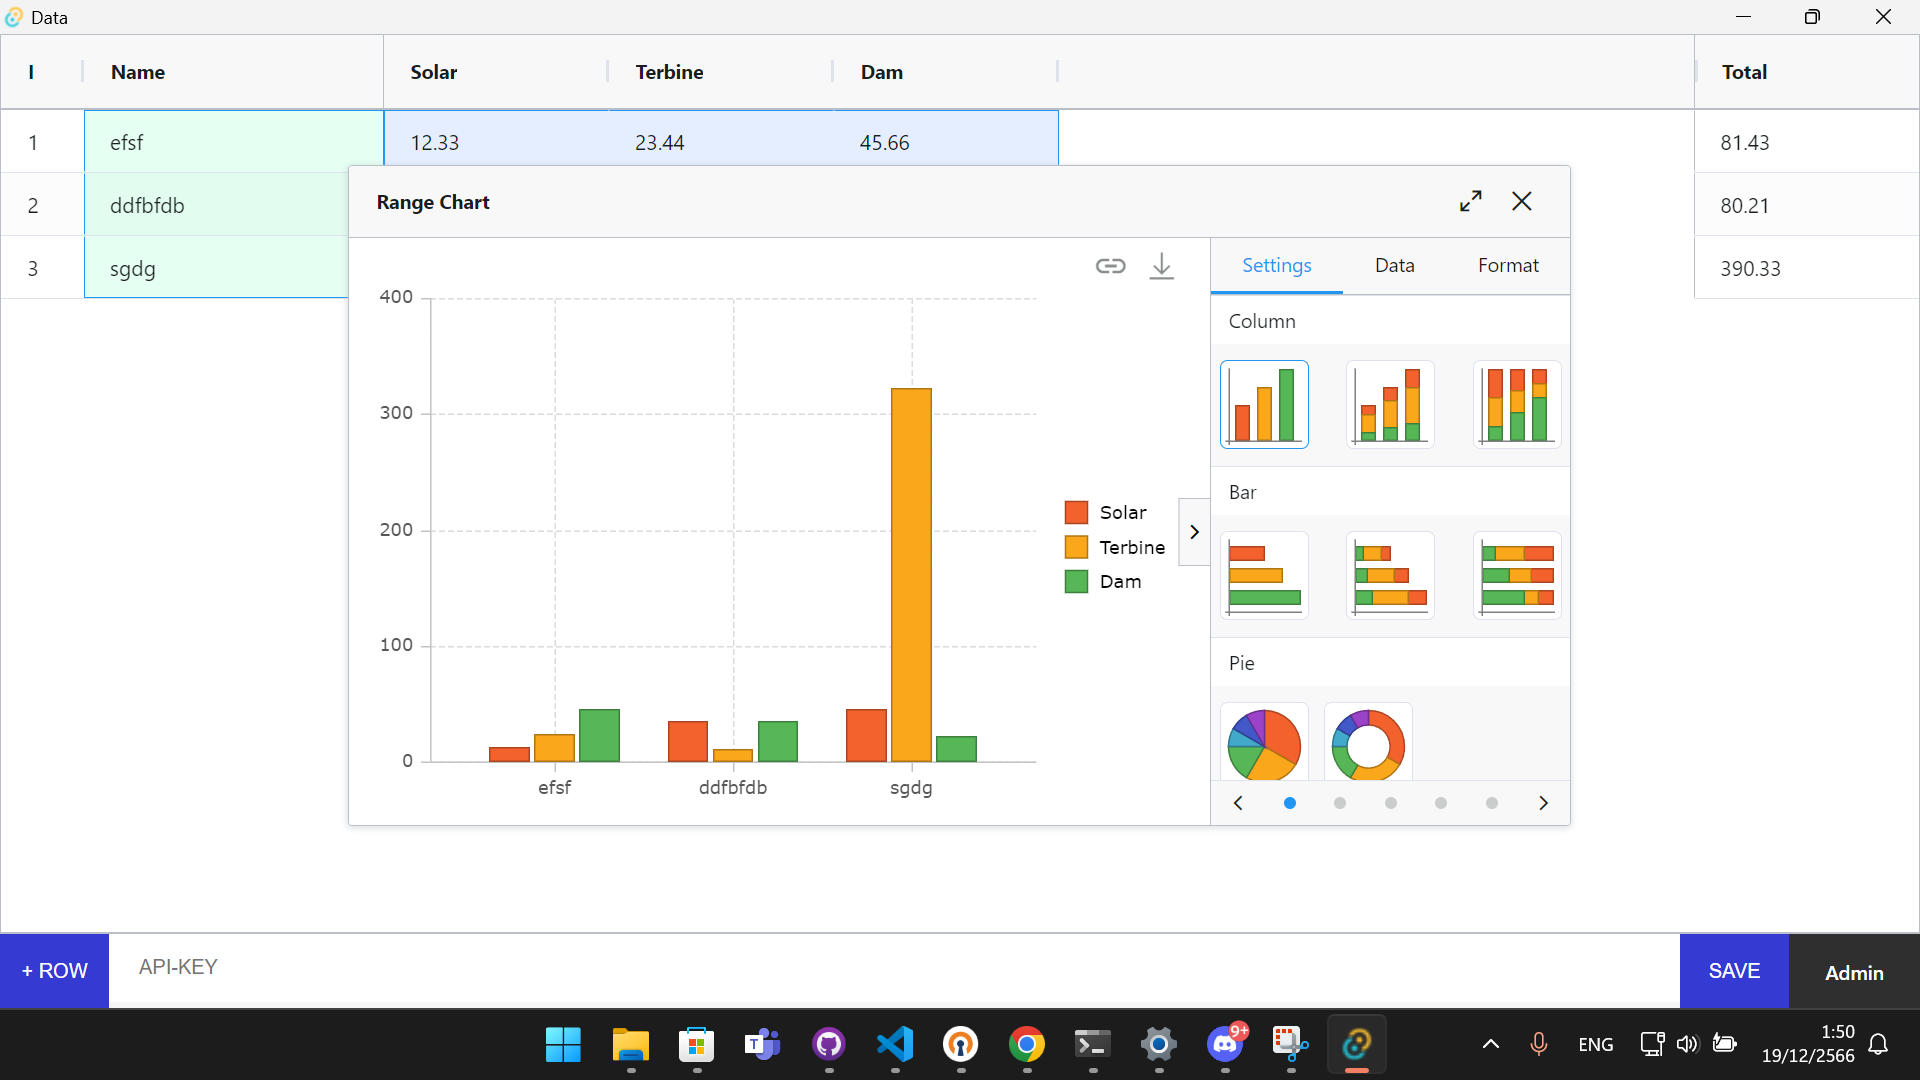 Data
I Name Solar Terbine Dam Total
1 efsf 12.33 23.44 45.66 81.43
2 ddfbfdb 80.21
3 sgdg 390.33
Range Chart
Settings Data Format
400
300
200
100
0
efsf ddfbfdb sgdg
Solar
Terbine
Dam
Column
Bar
Pie
+ ROW API-KEY SAVE Admin
T
9+
ENG
1:50
19/12/2566